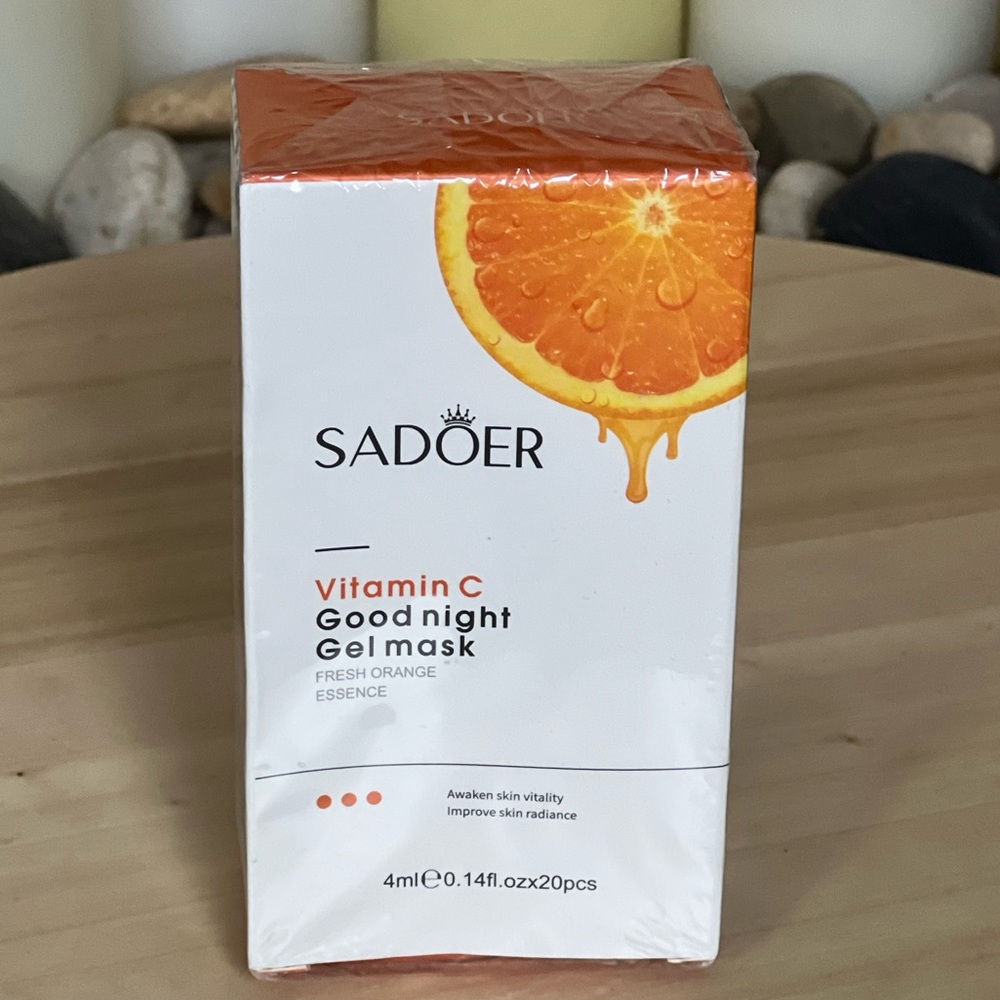 SADOER
SADOER
Vitamin C
Good night
Gel mask
FRESH ORANGE
ESSENCE
Awaken skin vitality
Improve skin radiance
4ml℮0.14fl.ozx20pcs